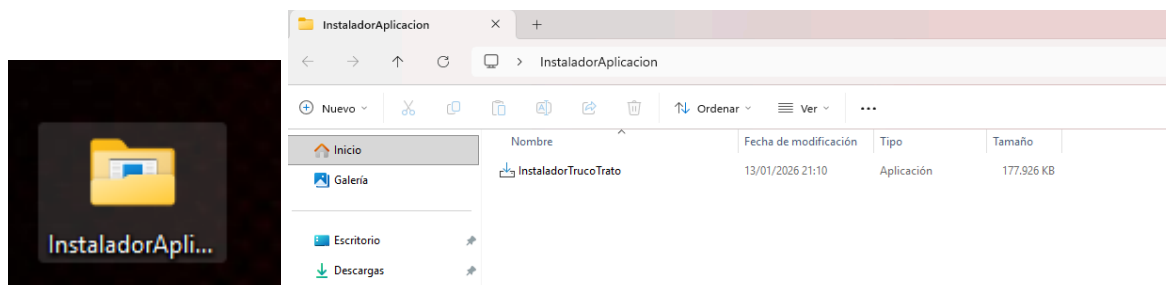 InstaladorApli...
InstaladorAplicacion
InstaladorAplicacion
Nuevo
Ordenar
Ver
Inicio
Galería
Escritorio
Descargas
Nombre Fecha de modificación Tipo Tamaño
InstaladorTrucoTrato 13/01/2026 21:10 Aplicación 177.926 KB